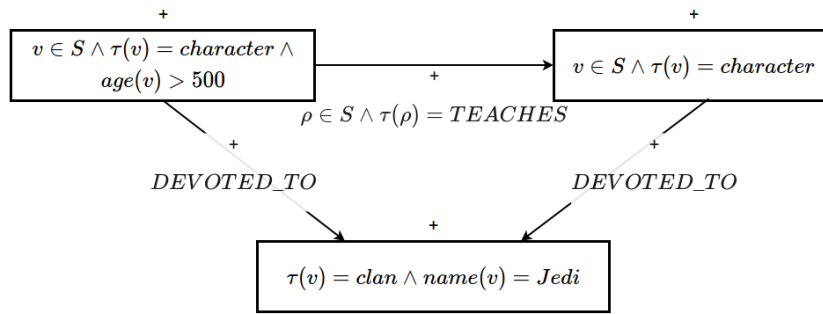 + +
v ∈ S ∧ τ(v) = character ∧
age(v) > 500
v ∈ S ∧ τ(v) = character
+
ρ ∈ S ∧ τ(ρ) = TEACHES
+ +
DEVOTED_TO DEVOTED_TO
+
τ(v) = clan ∧ name(v) = Jedi